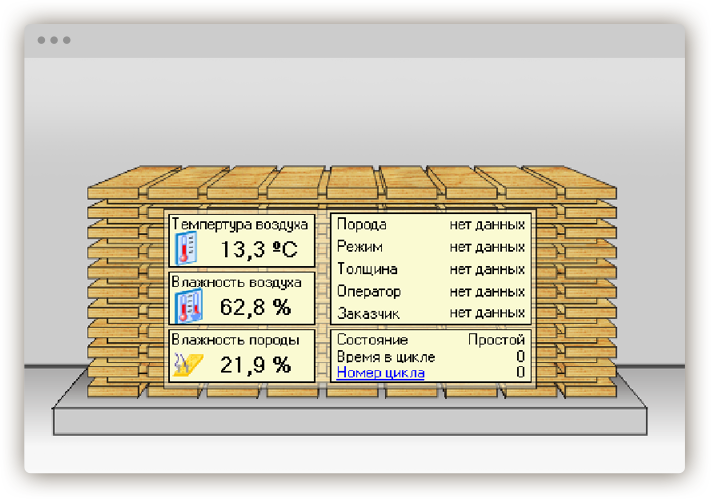 Темпертура воздуха
13,3 ºC
Влажность воздуха
62,8 %
Влажность породы
21,9 %
Порода нет данных
Режим нет данных
Толщина нет данных
Оператор нет данных
Заказчик нет данных
Состояние Простой
Время в цикле 0
Номер цикла 0